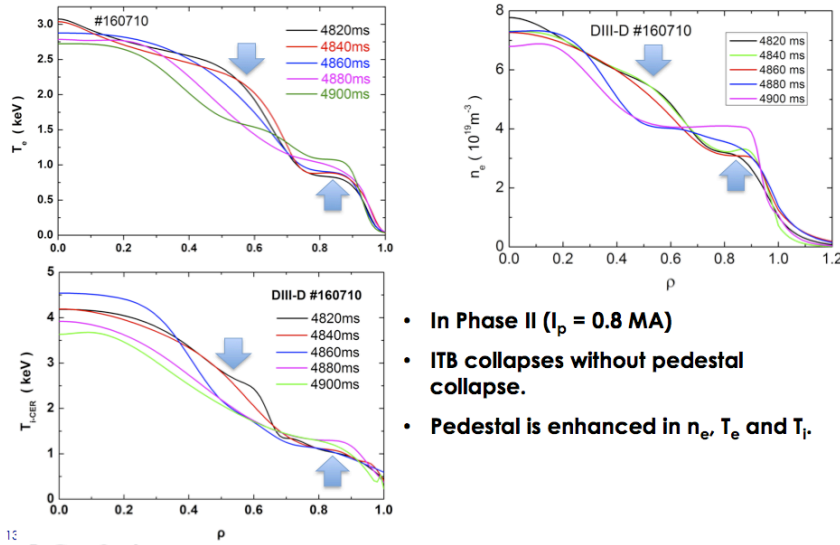 #160710
4820ms
4840ms
4860ms
4880ms
4900ms
Te ( keV )
3.0
2.5
2.0
1.5
1.0
0.5
0.0
0.0 0.2 0.4 0.6 0.8 1.0
DIII-D #160710
4820 ms
4840 ms
4860 ms
4880 ms
4900 ms
ne ( 10^19 m^-3 )
8
6
4
2
0
0.0 0.2 0.4 0.6 0.8 1.0 1.2
ρ
DIII-D #160710
4820ms
4840ms
4860ms
4880ms
4900ms
Ti-CER ( keV )
5
4
3
2
1
0
0.0 0.2 0.4 0.6 0.8 1.0
ρ
• In Phase II (Ip = 0.8 MA)
• ITB collapses without pedestal
collapse.
• Pedestal is enhanced in ne, Te and Ti.